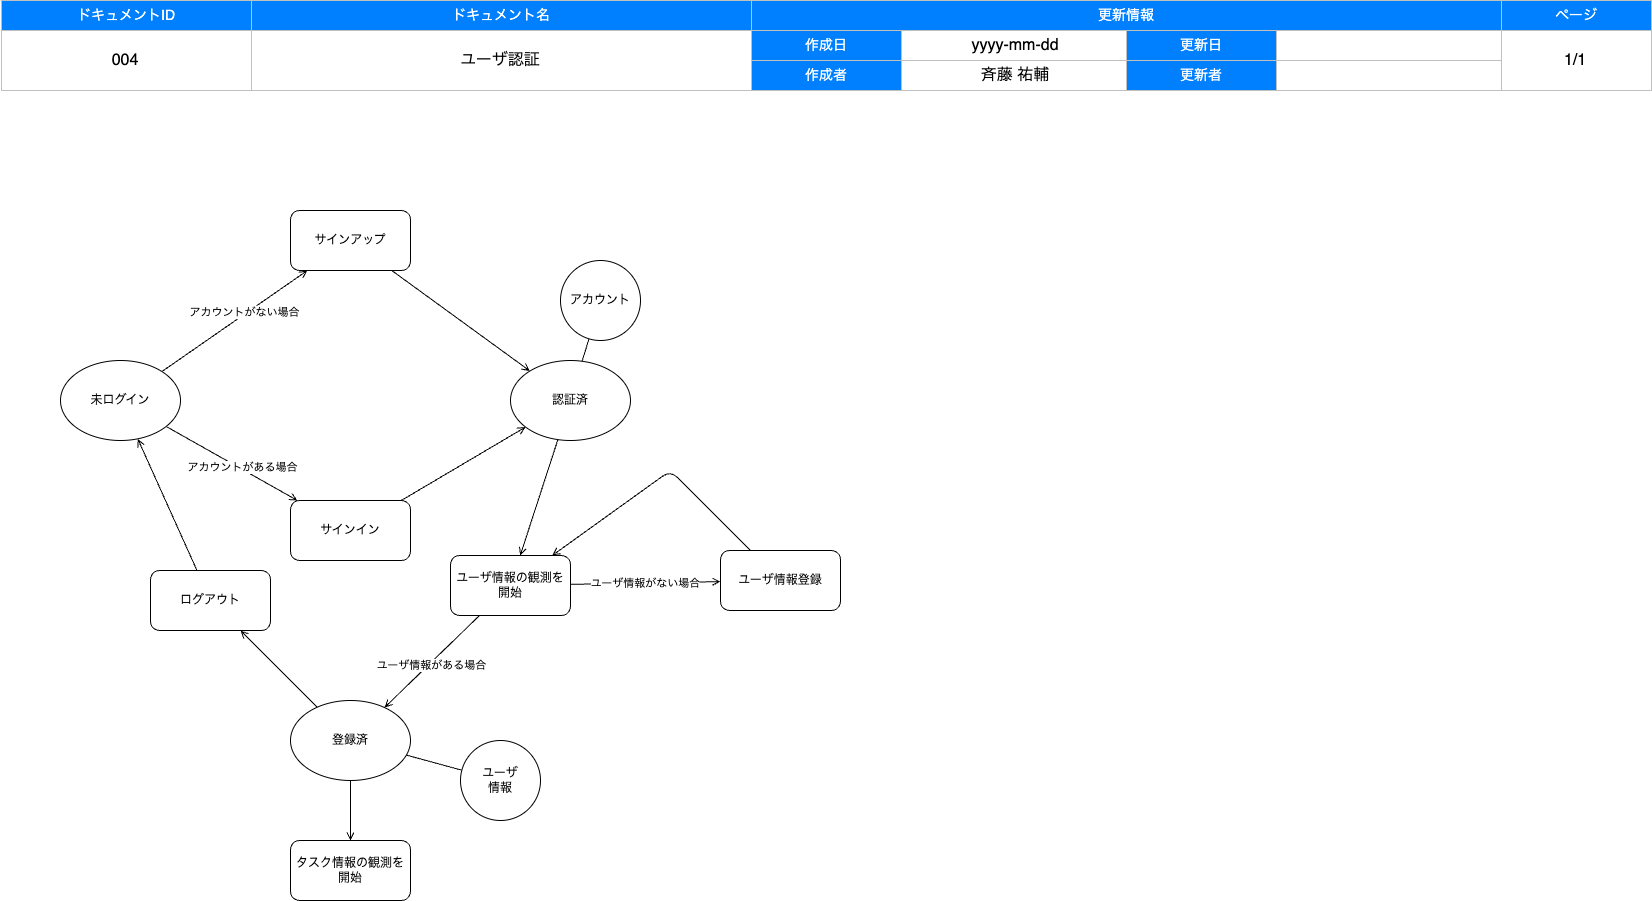 ドキュメントID
ドキュメント名
更新情報
ページ
004
ユーザ認証
作成日
yyyy-mm-dd
更新日
1/1
作成者
斉藤 祐輔
更新者
サインアップ
アカウント
アカウントがない場合
未ログイン
認証済
アカウントがある場合
サインイン
ユーザ情報の観測を
開始
ユーザ情報がない場合
ユーザ情報登録
ログアウト
ユーザ情報がある場合
登録済
ユーザ
情報
タスク情報の観測を
開始